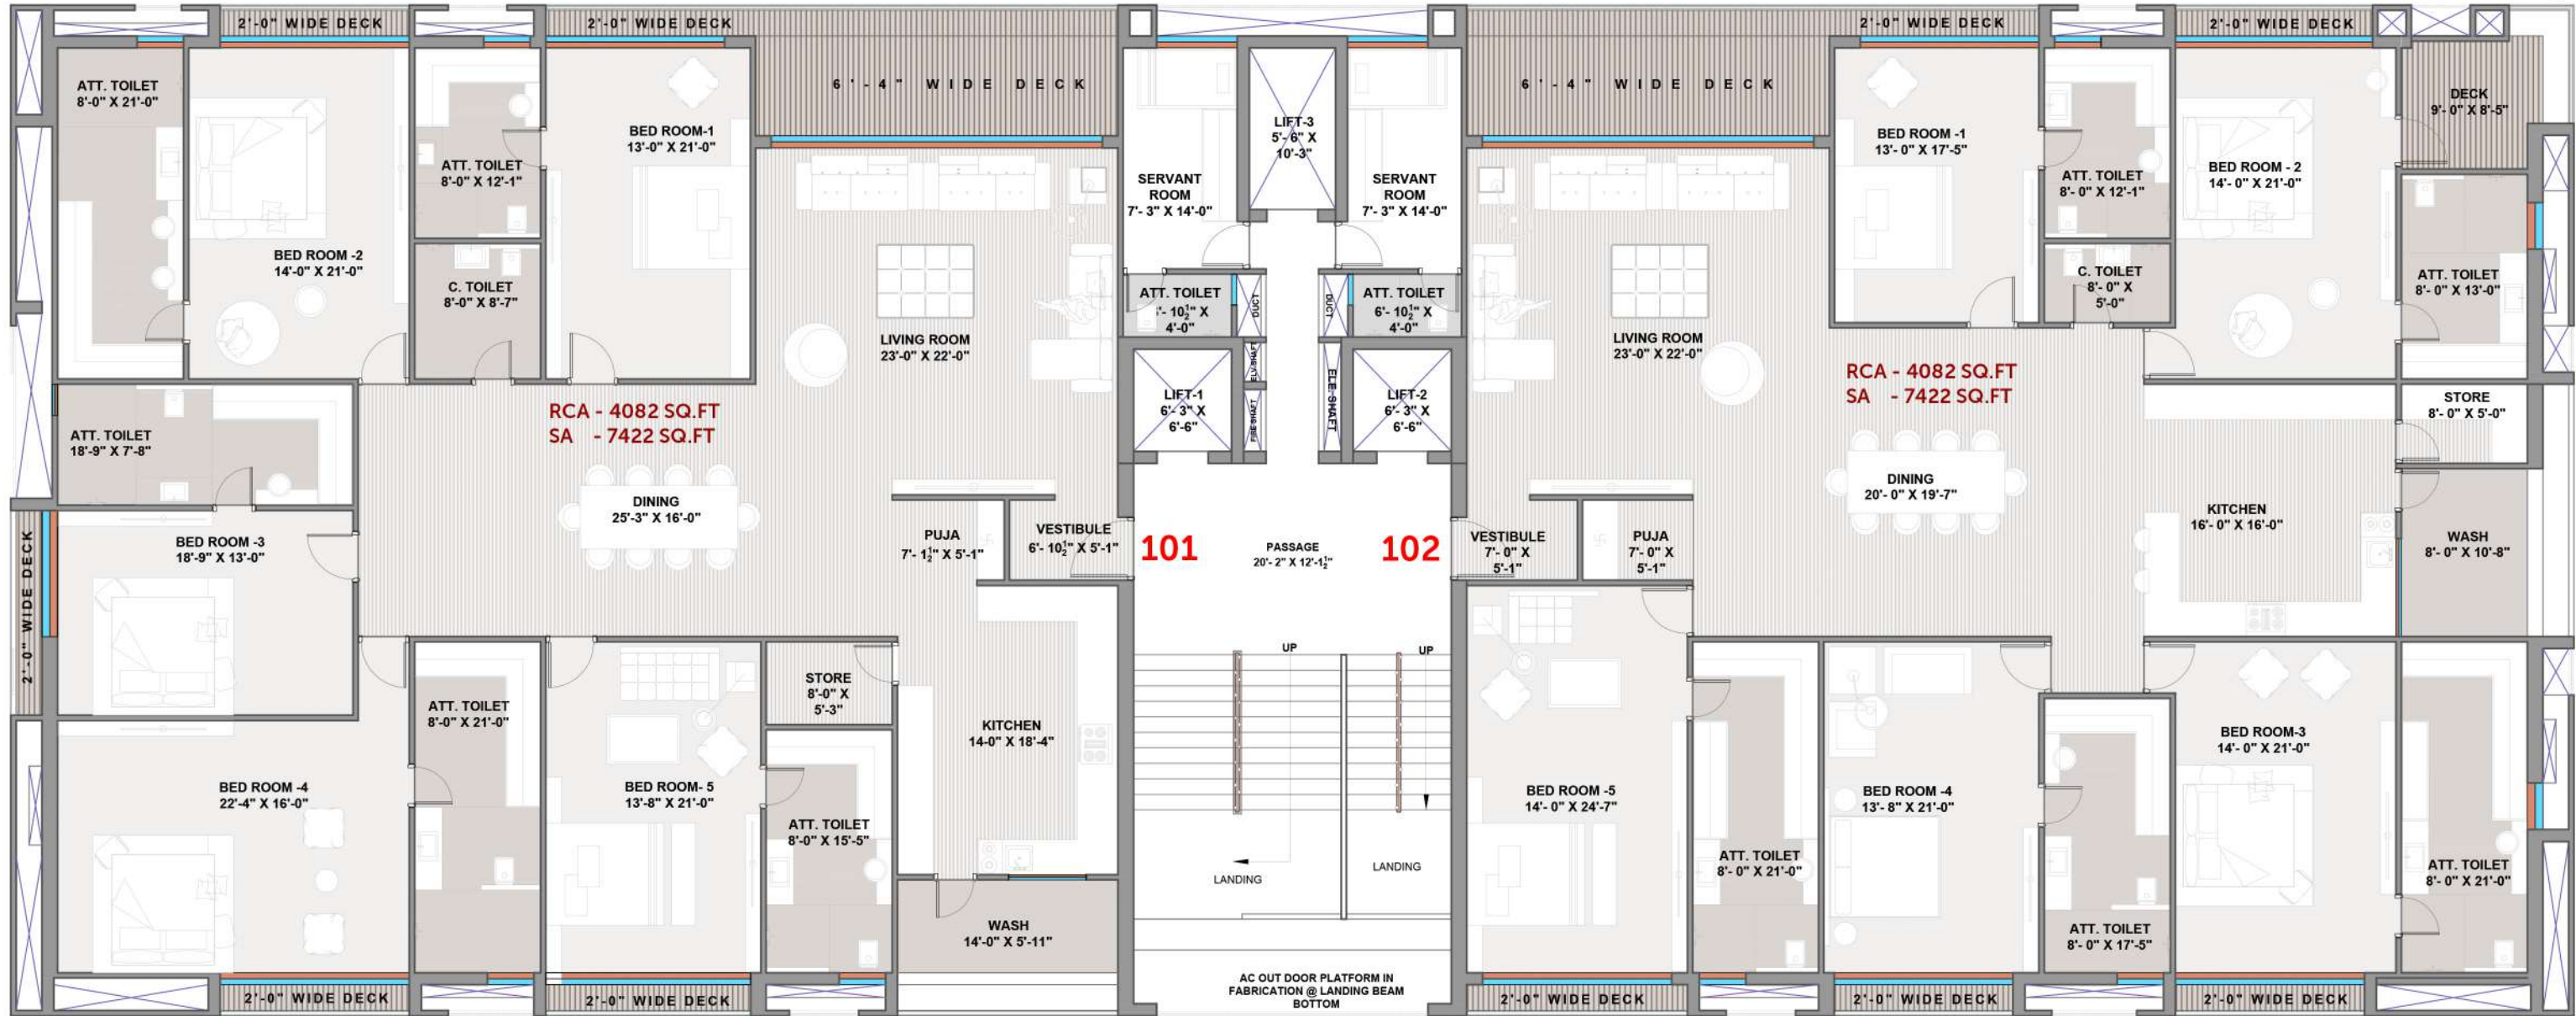 2'-0" WIDE DECK
2'-0" WIDE DECK
2'-0" WIDE DECK
2'-0" WIDE DECK
ATT. TOILET
8'-0" X 21'-0"
BED ROOM -2
14'-0" X 21'-0"
ATT. TOILET
8'-0" X 12'-1"
C. TOILET
8'-0" X 8'-7"
BED ROOM-1
13'-0" X 21'-0"
6'-4" WIDE DECK
LIVING ROOM
23'-0" X 22'-0"
SERVANT
ROOM
7'- 3" X 14'-0"
LIFT-3
5'- 6" X
10'-3"
SERVANT
ROOM
7'- 3" X 14'-0"
ATT. TOILET
'- 10½" X
4'-0"
DUCT
DUCT
ATT. TOILET
6'- 10½" X
4'-0"
LIFT-1
6'- 3" X
6'-6"
ELV.SHAFT
FIRE SHAFT
ELE.SHAFT
LIFT-2
6'- 3" X
6'-6"
6'-4" WIDE DECK
LIVING ROOM
23'-0" X 22'-0"
BED ROOM -1
13'- 0" X 17'-5"
ATT. TOILET
8'- 0" X 12'-1"
C. TOILET
8'- 0" X
5'-0"
BED ROOM - 2
14'- 0" X 21'-0"
DECK
9'- 0" X 8'-5"
ATT. TOILET
8'- 0" X 13'-0"
RCA - 4082 SQ.FT
SA - 7422 SQ.FT
RCA - 4082 SQ.FT
SA - 7422 SQ.FT
STORE
8'- 0" X 5'-0"
ATT. TOILET
18'-9" X 7'-8"
DINING
25'-3" X 16'-0"
DINING
20'- 0" X 19'-7"
KITCHEN
16'- 0" X 16'-0"
WASH
8'- 0" X 10'-8"
2'-0" WIDE DECK
BED ROOM -3
18'-9" X 13'-0"
PUJA
7'- 1½" X 5'-1"
VESTIBULE
6'- 10½" X 5'-1"
101
PASSAGE
20'- 2" X 12'-1½"
102
VESTIBULE
7'- 0" X
5'-1"
PUJA
7'- 0" X
5'-1"
UP
UP
BED ROOM -4
22'-4" X 16'-0"
ATT. TOILET
8'-0" X 21'-0"
BED ROOM- 5
13'-8" X 21'-0"
STORE
8'-0" X
5'-3"
ATT. TOILET
8'-0" X 15'-5"
KITCHEN
14-0" X 18'-4"
WASH
14'-0" X 5'-11"
LANDING
LANDING
BED ROOM -5
14'- 0" X 24'-7"
ATT. TOILET
8'- 0" X 21'-0"
BED ROOM -4
13'- 8" X 21'-0"
ATT. TOILET
8'- 0" X 17'-5"
BED ROOM-3
14'- 0" X 21'-0"
ATT. TOILET
8'- 0" X 21'-0"
AC OUT DOOR PLATFORM IN
FABRICATION @ LANDING BEAM
BOTTOM
2'-0" WIDE DECK
2'-0" WIDE DECK
2'-0" WIDE DECK
2'-0" WIDE DECK
2'-0" WIDE DECK